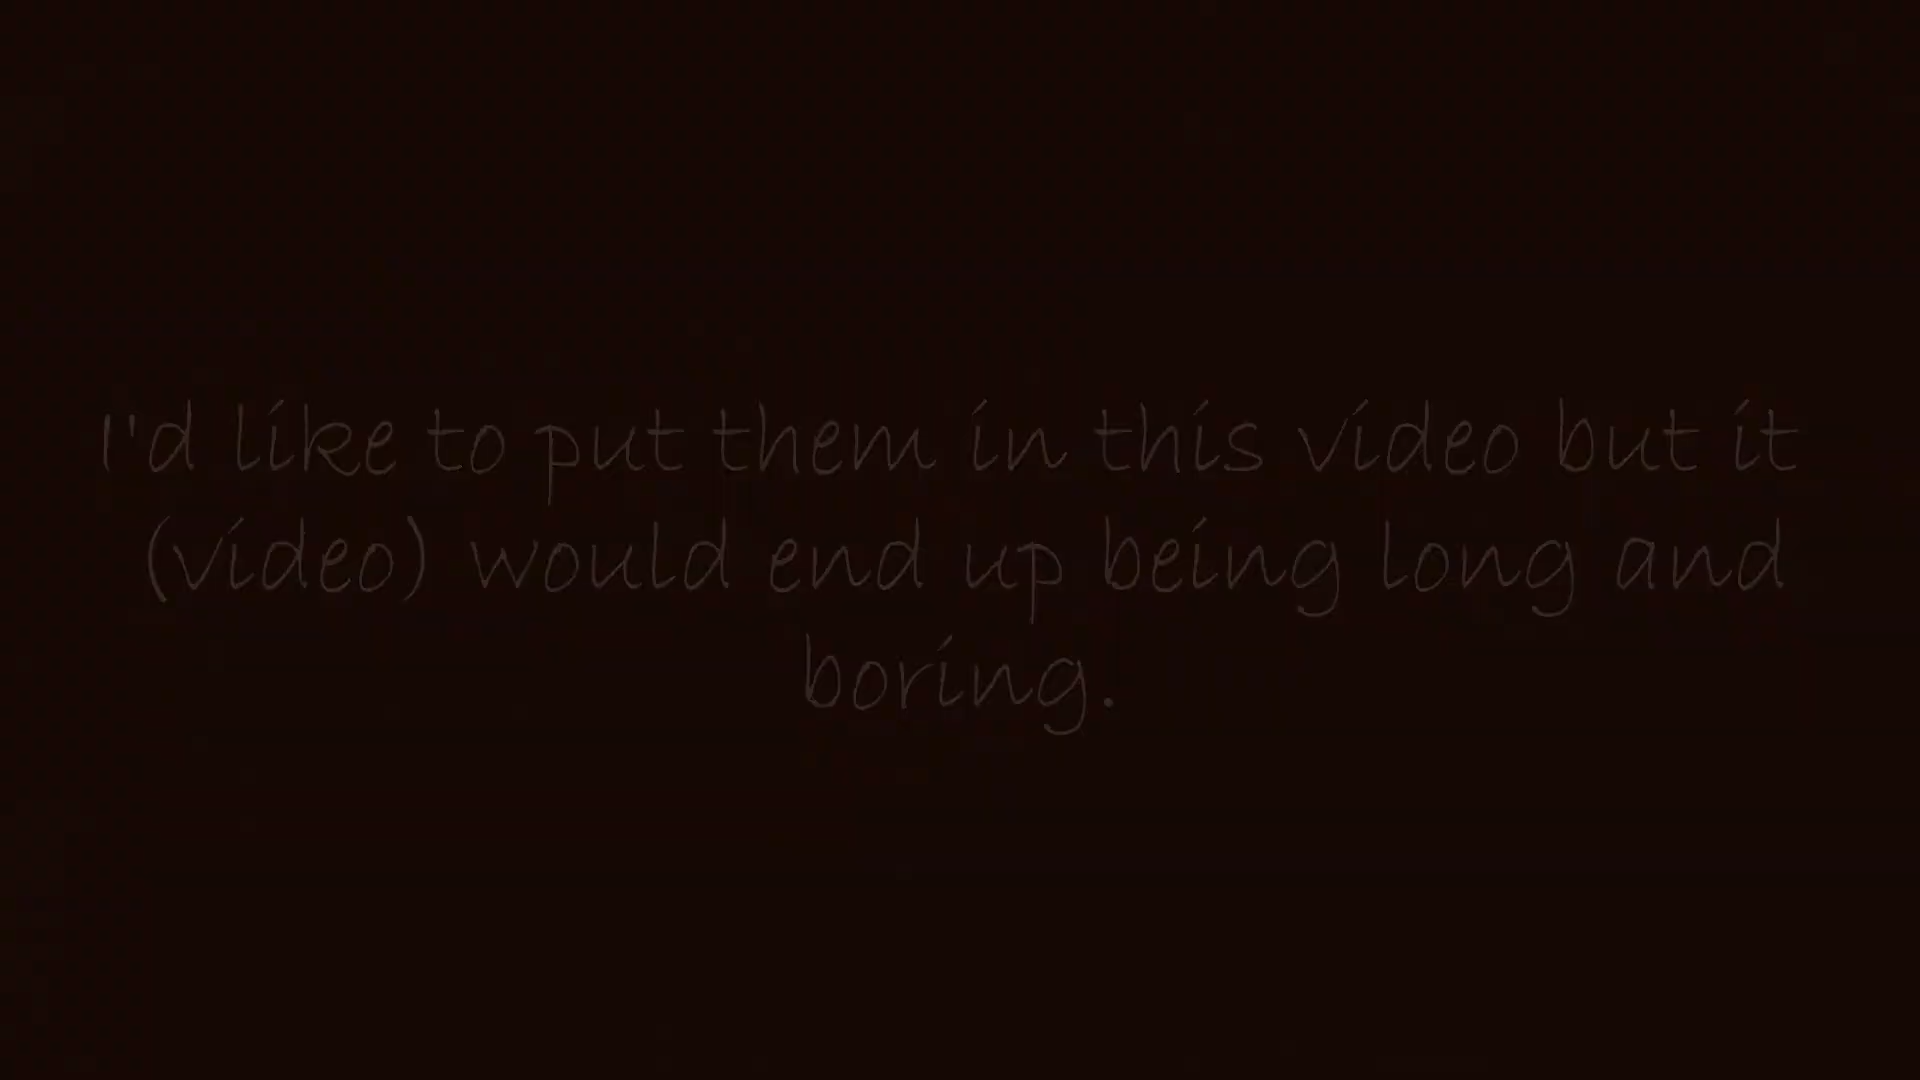 I'd like to put them in this video but it
(video) would end up being long and
boring.